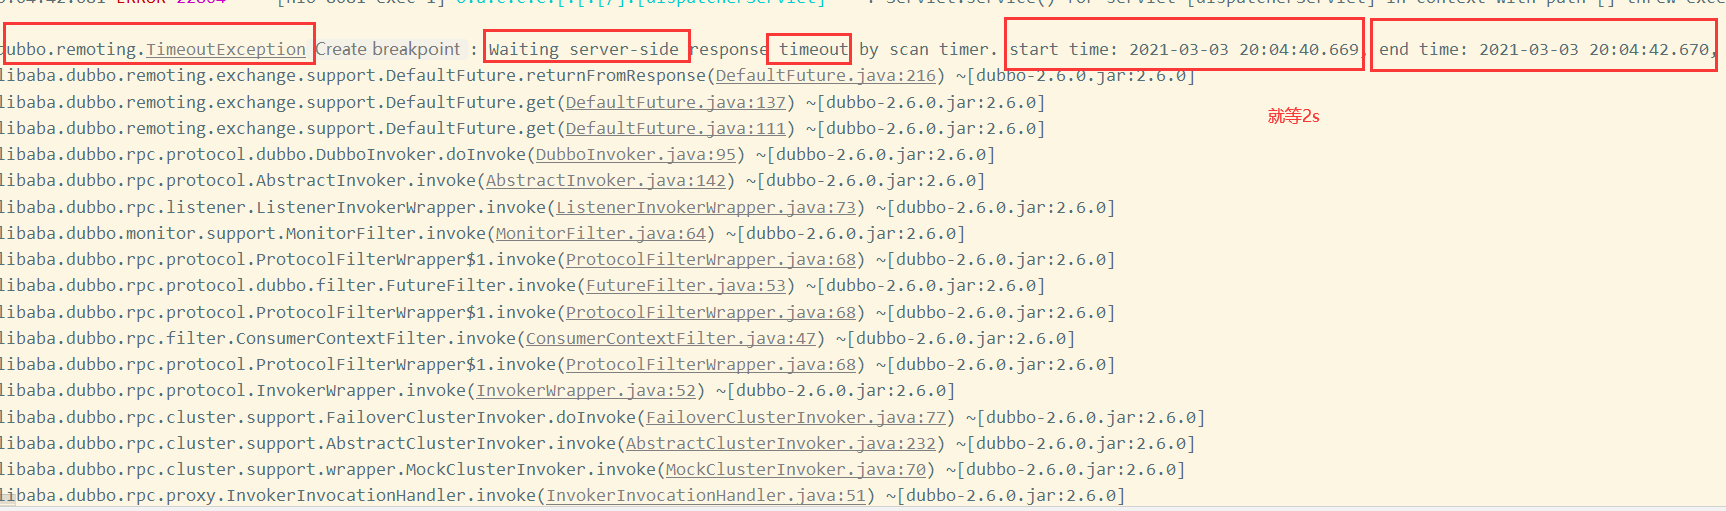 ERROR 22804 [nio-8081-exec-1] o.a.c.c.C.[.[.[/].[dispatcherServlet] : Servlet.service() for servlet [dispatcherServlet] in context with path [] threw exce
dubbo.remoting.TimeoutException Create breakpoint : Waiting server-side response timeout by scan timer. start time: 2021-03-03 20:04:40.669, end time: 2021-03-03 20:04:42.670,
libaba.dubbo.remoting.exchange.support.DefaultFuture.returnFromResponse(DefaultFuture.java:216) ~[dubbo-2.6.0.jar:2.6.0]
libaba.dubbo.remoting.exchange.support.DefaultFuture.get(DefaultFuture.java:137) ~[dubbo-2.6.0.jar:2.6.0]
就等2s
libaba.dubbo.remoting.exchange.support.DefaultFuture.get(DefaultFuture.java:111) ~[dubbo-2.6.0.jar:2.6.0]
libaba.dubbo.rpc.protocol.dubbo.DubboInvoker.doInvoke(DubboInvoker.java:95) ~[dubbo-2.6.0.jar:2.6.0]
libaba.dubbo.rpc.protocol.AbstractInvoker.invoke(AbstractInvoker.java:142) ~[dubbo-2.6.0.jar:2.6.0]
libaba.dubbo.rpc.listener.ListenerInvokerWrapper.invoke(ListenerInvokerWrapper.java:73) ~[dubbo-2.6.0.jar:2.6.0]
libaba.dubbo.monitor.support.MonitorFilter.invoke(MonitorFilter.java:64) ~[dubbo-2.6.0.jar:2.6.0]
libaba.dubbo.rpc.protocol.ProtocolFilterWrapper$1.invoke(ProtocolFilterWrapper.java:68) ~[dubbo-2.6.0.jar:2.6.0]
libaba.dubbo.rpc.protocol.dubbo.filter.FutureFilter.invoke(FutureFilter.java:53) ~[dubbo-2.6.0.jar:2.6.0]
libaba.dubbo.rpc.protocol.ProtocolFilterWrapper$1.invoke(ProtocolFilterWrapper.java:68) ~[dubbo-2.6.0.jar:2.6.0]
libaba.dubbo.rpc.filter.ConsumerContextFilter.invoke(ConsumerContextFilter.java:47) ~[dubbo-2.6.0.jar:2.6.0]
libaba.dubbo.rpc.protocol.ProtocolFilterWrapper$1.invoke(ProtocolFilterWrapper.java:68) ~[dubbo-2.6.0.jar:2.6.0]
libaba.dubbo.rpc.protocol.InvokerWrapper.invoke(InvokerWrapper.java:52) ~[dubbo-2.6.0.jar:2.6.0]
libaba.dubbo.rpc.cluster.support.FailoverClusterInvoker.doInvoke(FailoverClusterInvoker.java:77) ~[dubbo-2.6.0.jar:2.6.0]
libaba.dubbo.rpc.cluster.support.AbstractClusterInvoker.invoke(AbstractClusterInvoker.java:232) ~[dubbo-2.6.0.jar:2.6.0]
libaba.dubbo.rpc.cluster.support.wrapper.MockClusterInvoker.invoke(MockClusterInvoker.java:70) ~[dubbo-2.6.0.jar:2.6.0]
libaba.dubbo.rpc.proxy.InvokerInvocationHandler.invoke(InvokerInvocationHandler.java:51) ~[dubbo-2.6.0.jar:2.6.0]